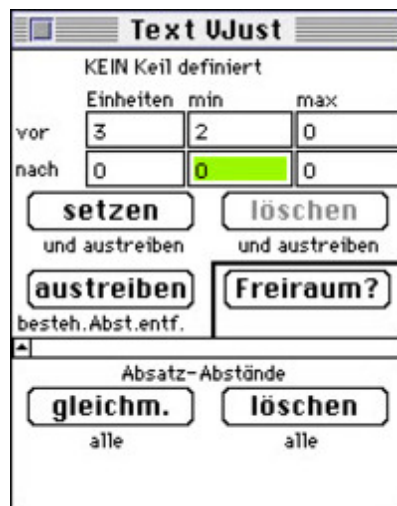 Text VJust
KEIN Keil definiert
Einheiten min max
vor 3 2 0
nach 0 0 0
setzen löschen
und austreiben und austreiben
austreiben Freiraum?
besteh.Abst.entf.
Absatz-Abstände
gleichm. löschen
alle alle